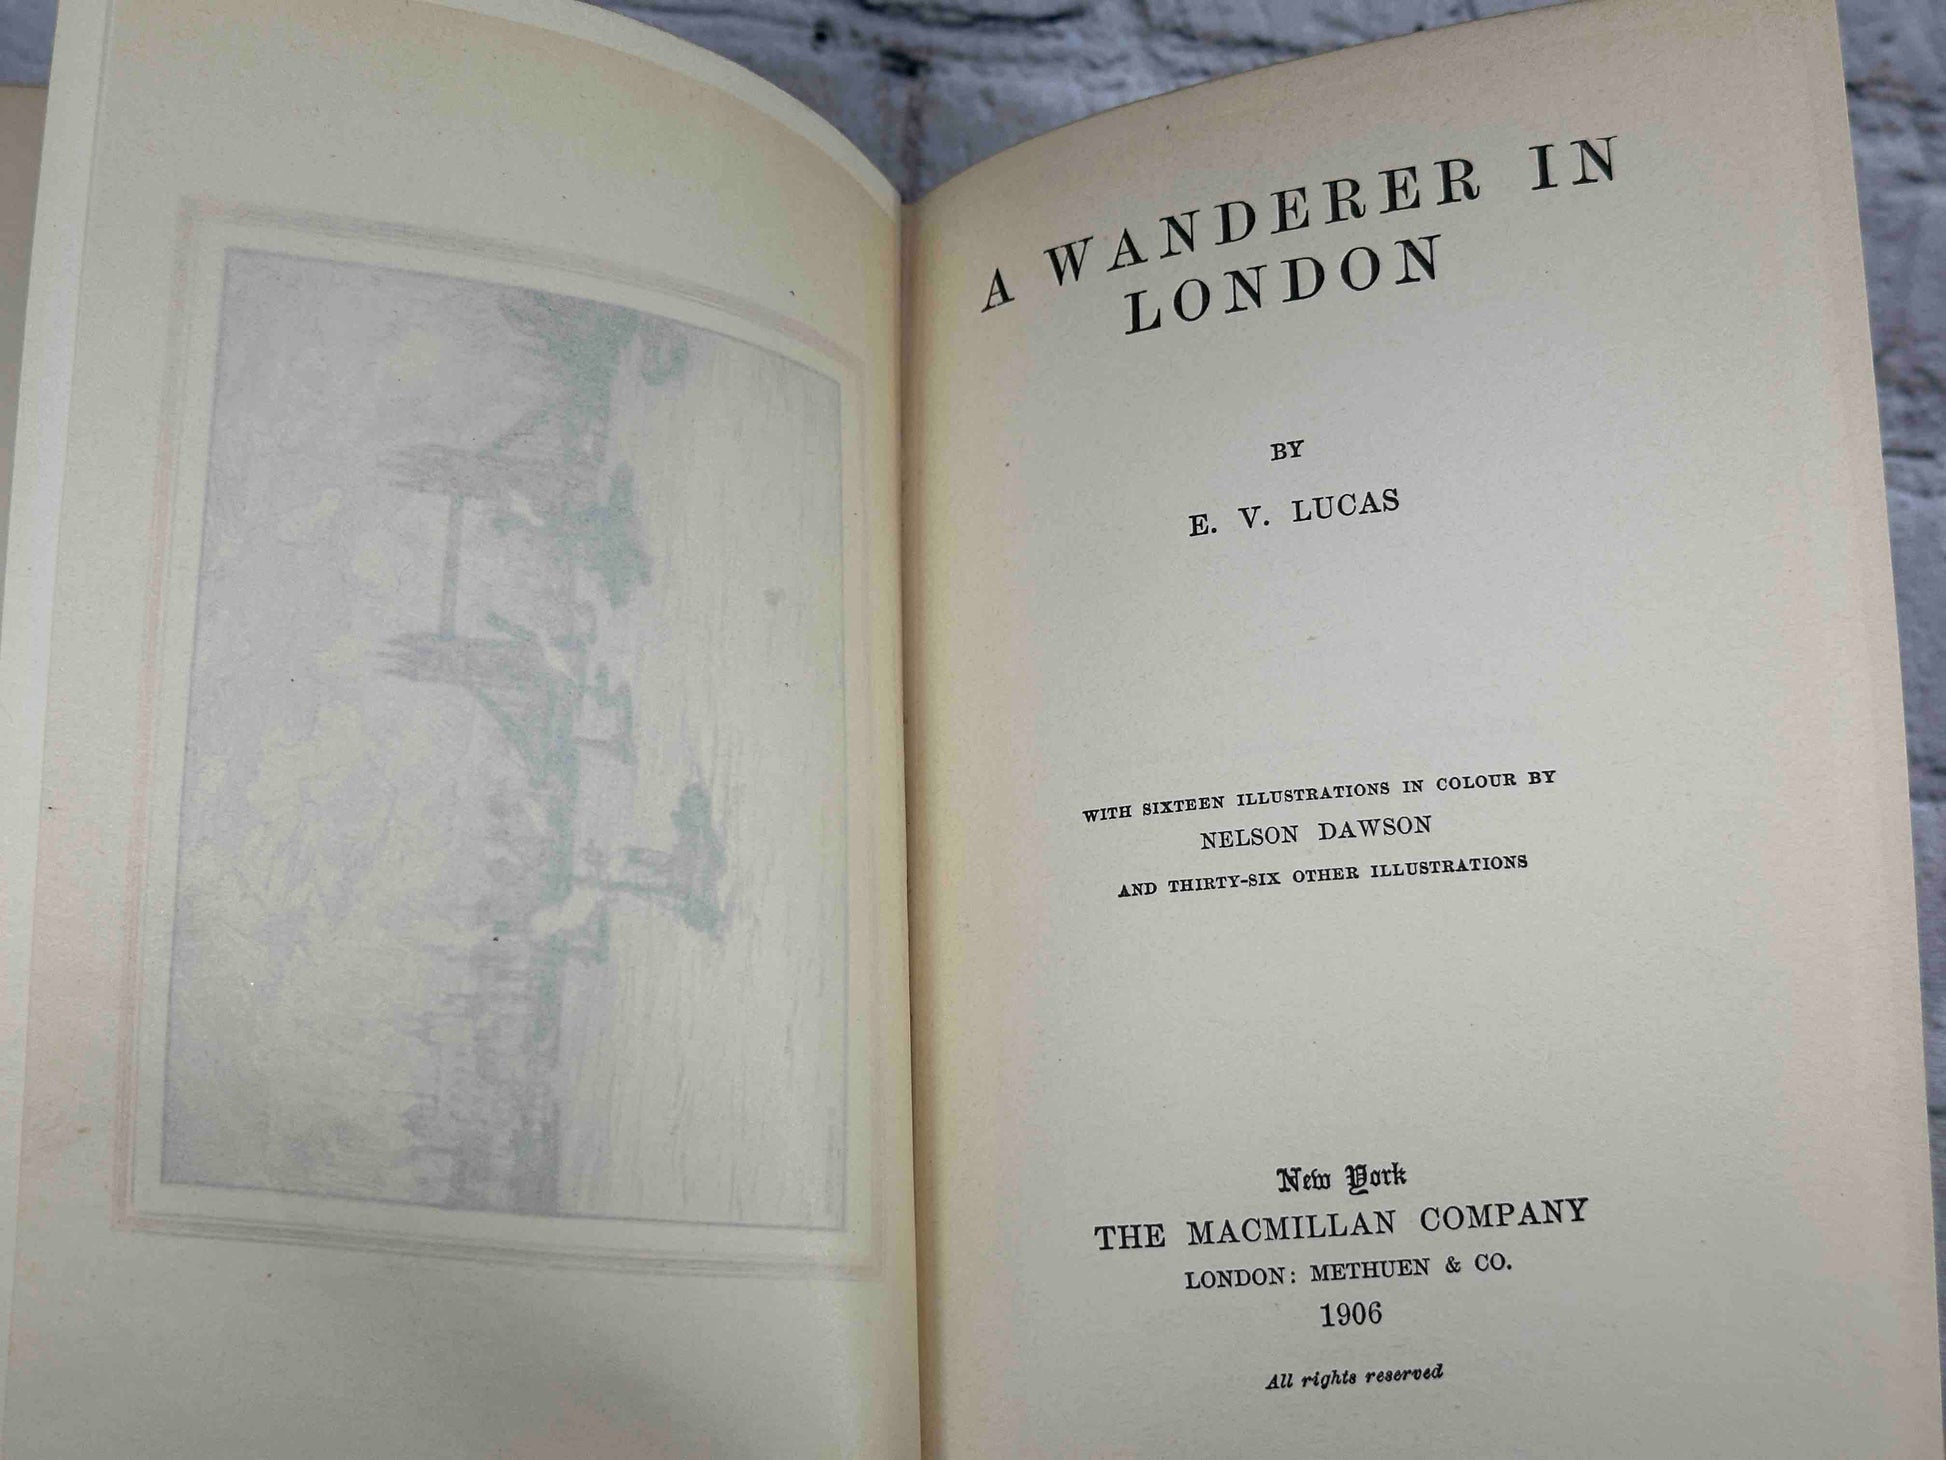 A WANDERER IN
LONDON
BY
E. V. LUCAS
WITH SIXTEEN ILLUSTRATIONS IN COLOUR BY
NELSON DAWSON
AND THIRTY-SIX OTHER ILLUSTRATIONS
New York
THE MACMILLAN COMPANY
LONDON: METHUEN & CO.
1906
All rights reserved